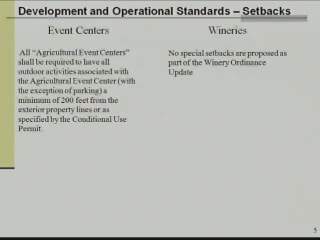 Development and Operational Standards – Setbacks
Event Centers
All “Agricultural Event Centers”
shall be required to have all
outdoor activities associated with
the Agricultural Event Center (with
the exception of parking) a
minimum of 200 feet from the
exterior property lines or as
specified by the Conditional Use
Permit.
Wineries
No special setbacks are proposed as
part of the Winery Ordinance
Update
5